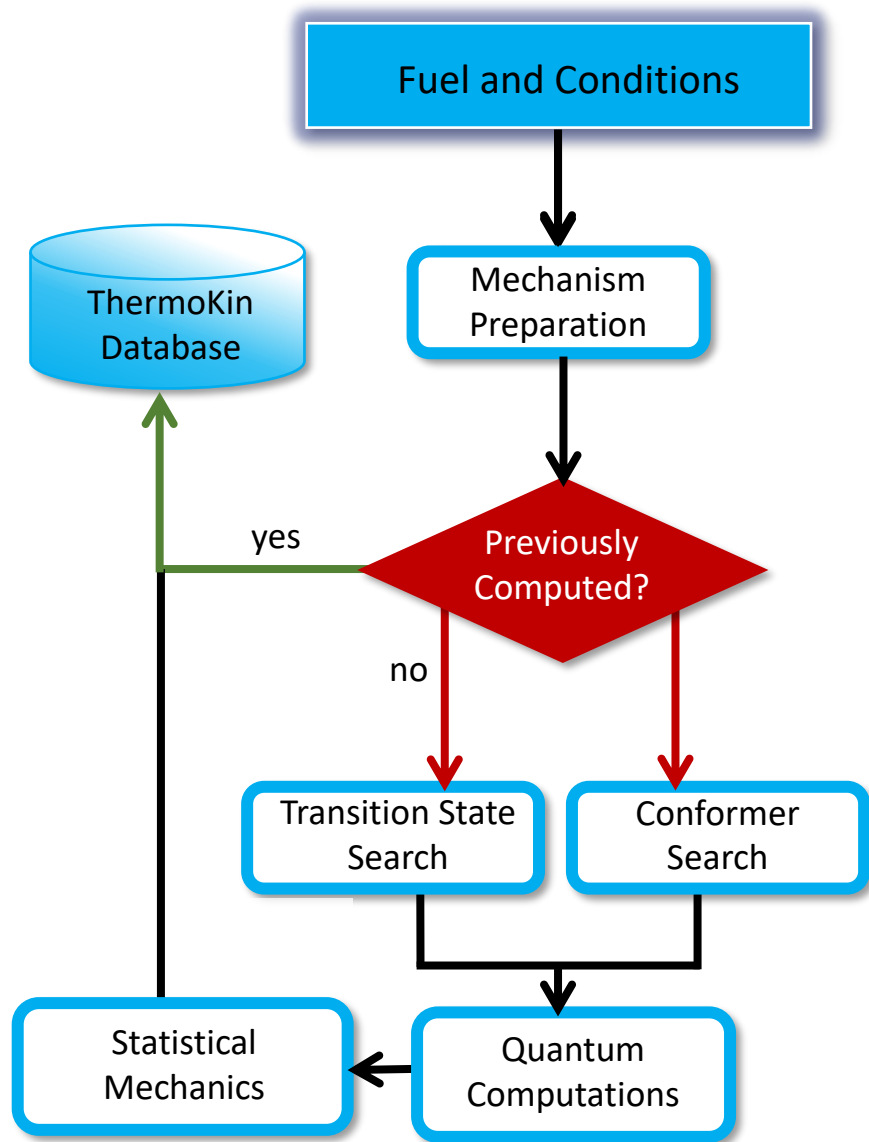 Fuel and Conditions
Mechanism
Preparation
ThermoKin
Database
yes
Previously
Computed?
no
Transition State
Search
Conformer
Search
Statistical
Mechanics
Quantum
Computations